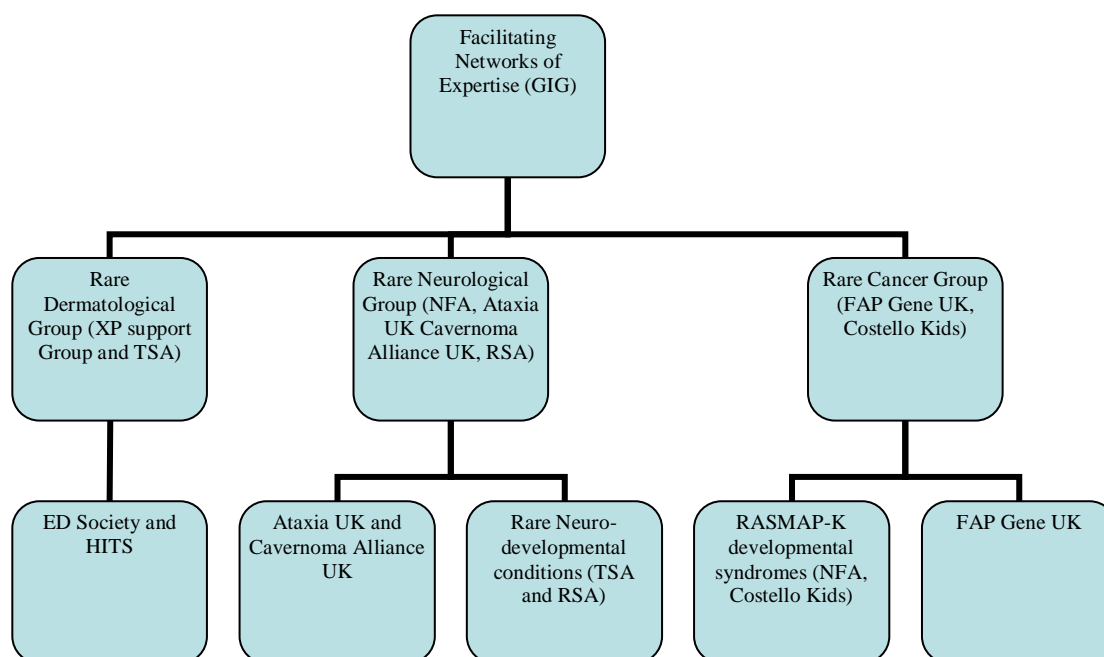 Facilitating
Networks of
Expertise (GIG)
Rare
Dermatological
Group (XP support
Group and TSA)
Rare Neurological
Group (NFA, Ataxia
UK Cavernoma
Alliance UK, RSA)
Rare Cancer Group
(FAP Gene UK,
Costello Kids)
ED Society and
HITS
Ataxia UK and
Cavernoma Alliance
UK
Rare Neuro-
developmental
conditions (TSA
and RSA)
RASMAP-K
developmental
syndromes (NFA,
Costello Kids)
FAP Gene UK